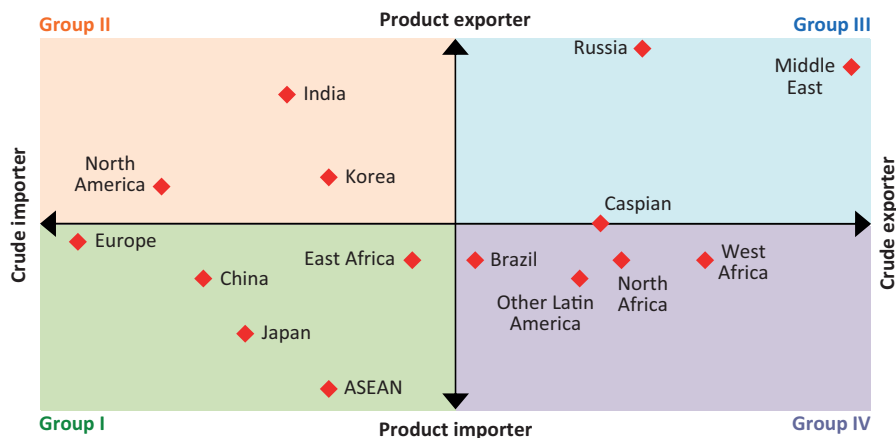 Group II
Product exporter
Group III
Russia
Middle
East
India
North
America
Korea
Caspian
Crude importer
Crude exporter
Europe
East Africa
Brazil
West
Africa
China
Other Latin
America
North
Africa
Japan
ASEAN
Group I
Product importer
Group IV